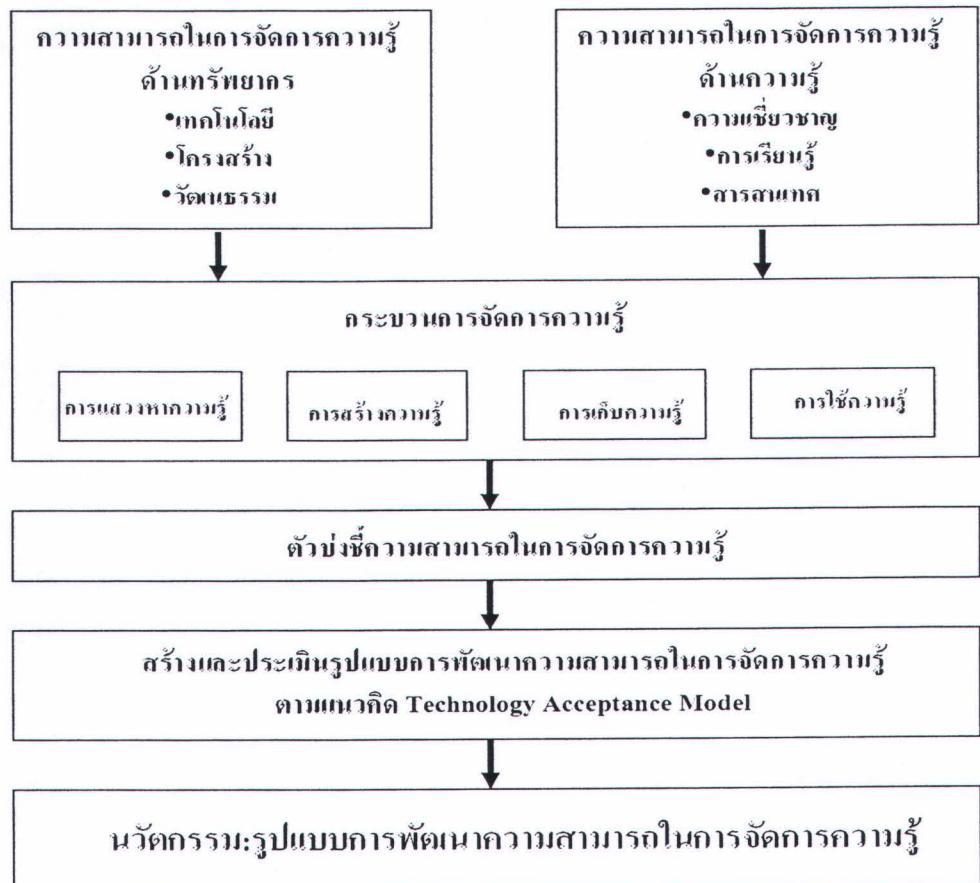 ความสามารถในการจัดการความรู้
ด้านทรัพยากร
•เทคโนโลยี
•โครงสร้าง
•วัฒนธรรม
ความสามารถในการจัดการความรู้
ด้านความรู้
•ความเชี่ยวชาญ
•การเรียนรู้
•สารสนเทศ
กระบวนการจัดการความรู้
การแสวงหาความรู้
การสร้างความรู้
การเก็บความรู้
การใช้ความรู้
ตัวบ่งชี้ความสามารถในการจัดการความรู้
สร้างและประเมินรูปแบบการพัฒนาความสามารถในการจัดการความรู้
ตามแนวคิด Technology Acceptance Model
นวัตกรรม:รูปแบบการพัฒนาความสามารถในการจัดการความรู้